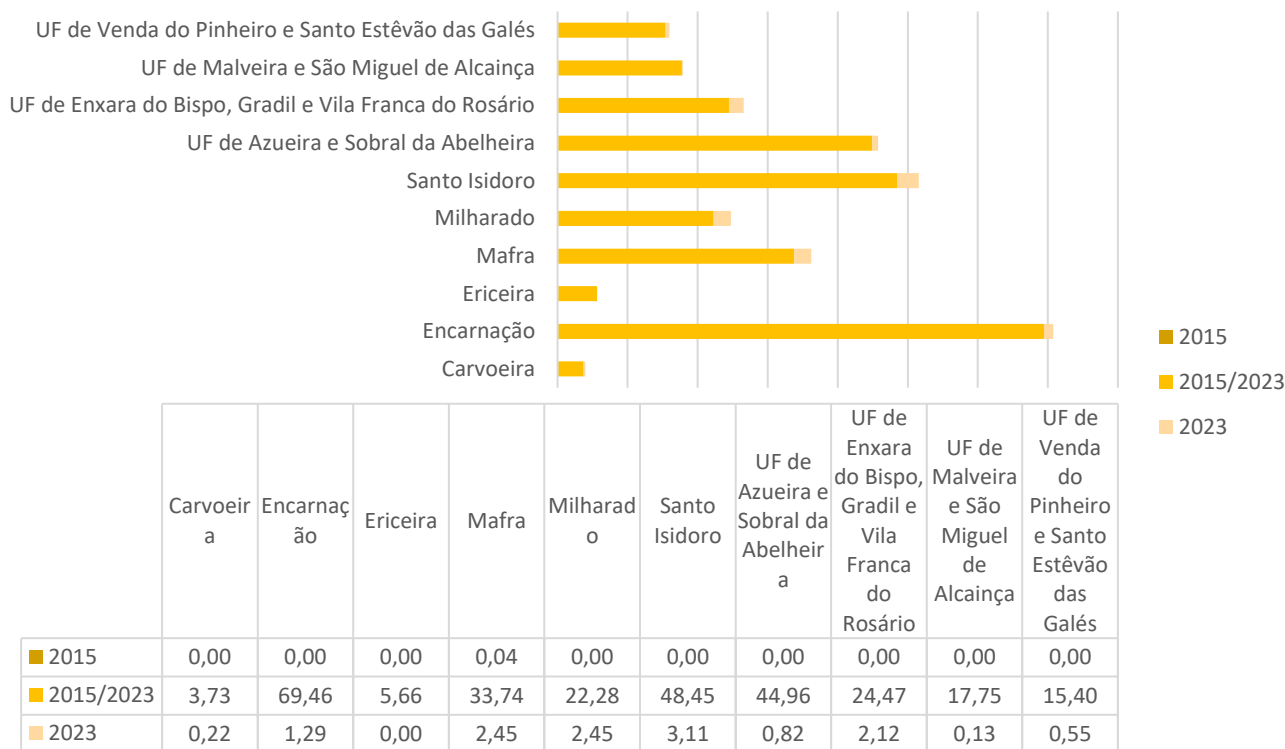 UF de Venda do Pinheiro e Santo Estêvão das Galés
UF de Malveira e São Miguel de Alcainça
UF de Enxara do Bispo, Gradil e Vila Franca do Rosário
UF de Azueira e Sobral da Abelheira
Santo Isidoro
Milharado
Mafra
Ericeira
Encarnação
Carvoeira
2015
2015/2023
2023
Carvoeir
a
Encarnaç
ão
Ericeira
Mafra
Milharad
o
Santo
Isidoro
UF de
Azueira e
Sobral da
Abelheir
a
UF de
Enxara
do Bispo,
Gradil e
Vila
Franca
do
Rosário
UF de
Malveira
e São
Miguel
de
Alcainça
UF de
Venda
do
Pinheiro
e Santo
Estêvão
das
Galés
2015 0,00 0,00 0,00 0,04 0,00 0,00 0,00 0,00 0,00 0,00
2015/2023 3,73 69,46 5,66 33,74 22,28 48,45 44,96 24,47 17,75 15,40
2023 0,22 1,29 0,00 2,45 2,45 3,11 0,82 2,12 0,13 0,55